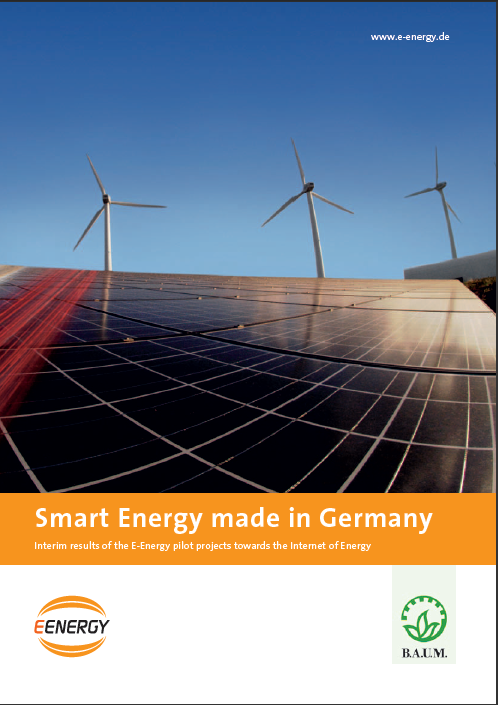 www.e-energy.de
Smart Energy made in Germany
Interim results of the E-Energy pilot projects towards the Internet of Energy
EENERGY
B.A.U.M.